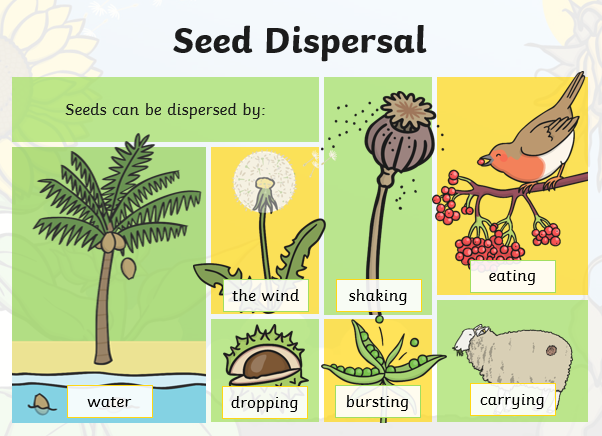 Seed Dispersal
Seeds can be dispersed by:
water
the wind
shaking
eating
dropping
bursting
carrying